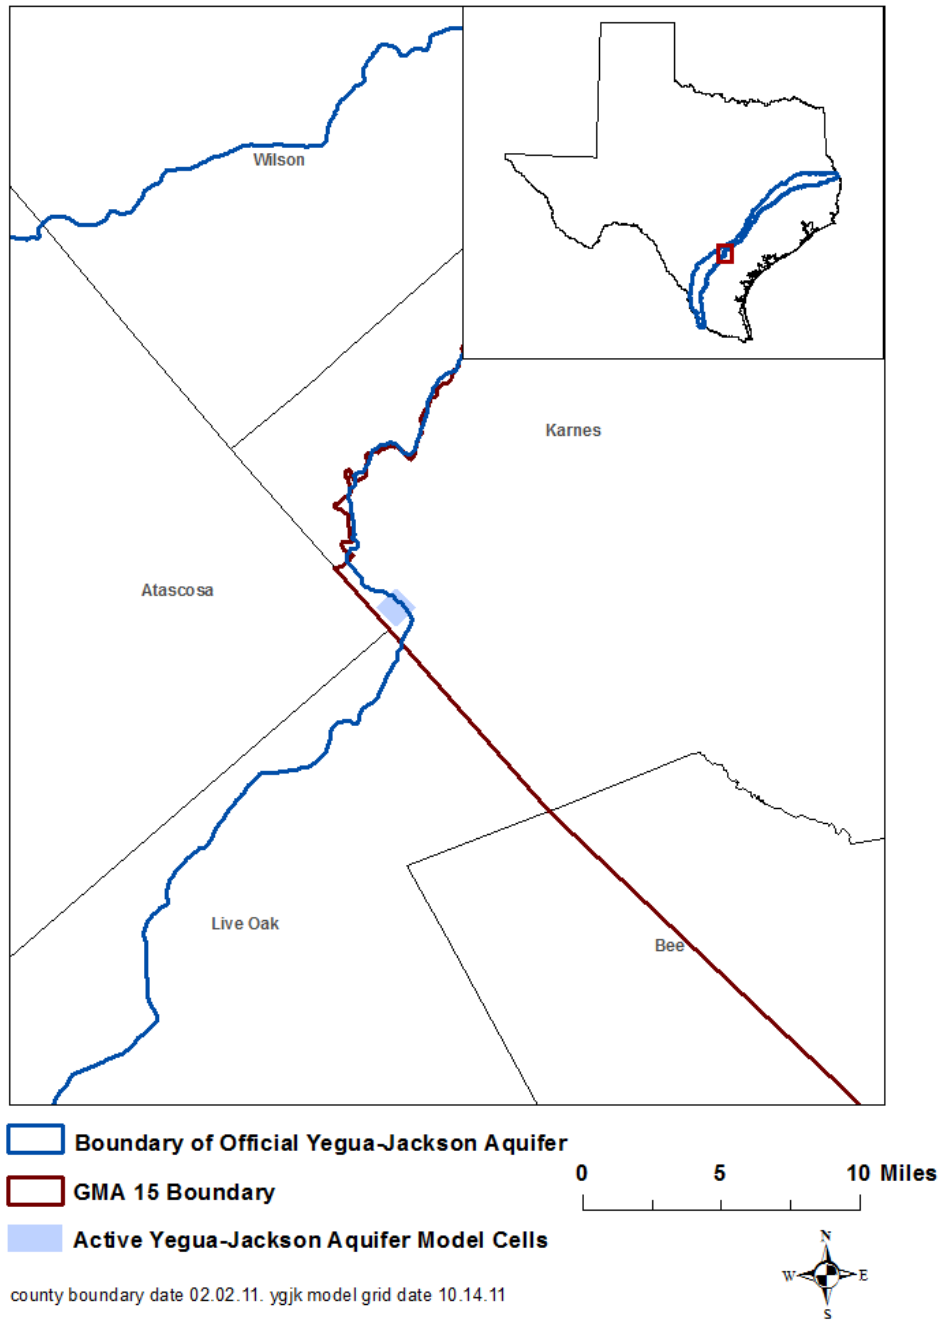 Wilson
Karnes
Atascosa
Live Oak
Bee
Boundary of Official Yegua-Jackson Aquifer
GMA 15 Boundary
Active Yegua-Jackson Aquifer Model Cells
0 5 10 Miles
N
W E
S
county boundary date 02.02.11. ygjk model grid date 10.14.11